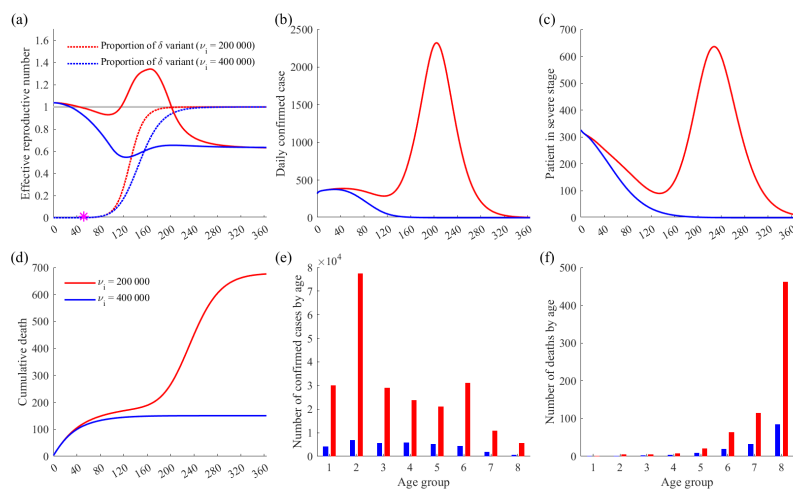 (a)
Effective reproductive number
1.6
1.4
1.2
1
0.8
0.6
0.4
0.2
0
Proportion of δ variant (νi = 200 000)
Proportion of δ variant (νi = 400 000)
0 40 80 120 160 200 240 280 320 360
(b)
Daily confirmed case
2500
2000
1500
1000
500
0
0 40 80 120 160 200 240 280 320 360
(c)
Patient in severe stage
700
600
500
400
300
200
100
0
0 40 80 120 160 200 240 280 320 360
(d)
Cumulative death
700
600
500
400
300
200
100
0
νi = 200 000
νi = 400 000
0 40 80 120 160 200 240 280 320 360
(e)
Number of confirmed cases by age
×10^4
8
7
6
5
4
3
2
1
0
1 2 3 4 5 6 7 8
Age group
(f)
Number of deaths by age
500
400
300
200
100
0
1 2 3 4 5 6 7 8
Age group